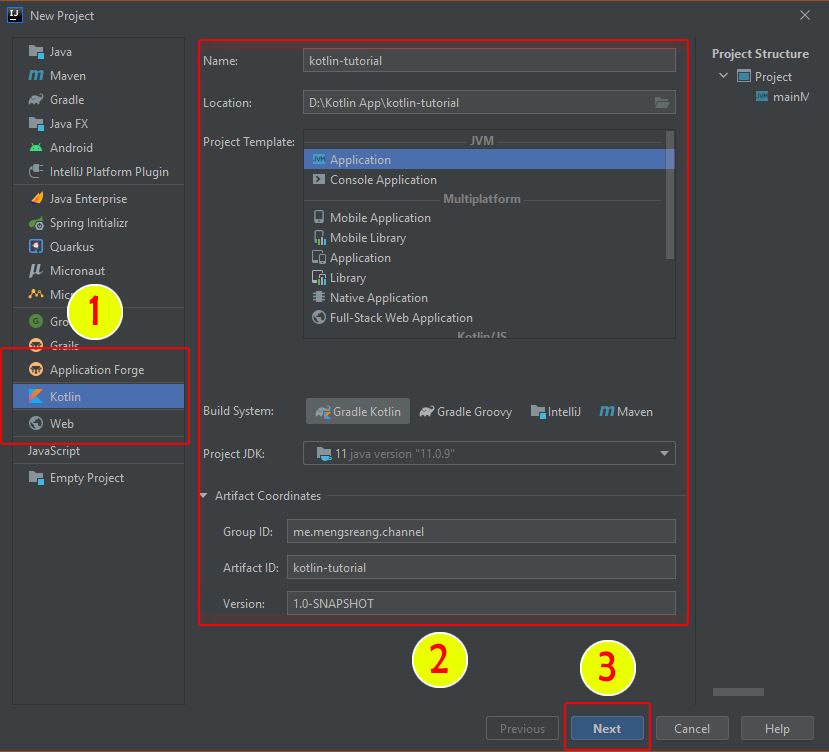 New Project
Java
Maven
Gradle
Java FX
Android
IntelliJ Platform Plugin
Java Enterprise
Spring Initializr
Quarkus
Micronaut
1
Grails
Application Forge
Kotlin
Web
JavaScript
Empty Project
Name: kotlin-tutorial
Location: D:\Kotlin App\kotlin-tutorial
Project Template:
JVM
Application
Console Application
Multiplatform
Mobile Application
Mobile Library
Application
Library
Native Application
Full-Stack Web Application
Kotlin/JS
Build System: Gradle Kotlin Gradle Groovy IntelliJ Maven
Project JDK: 11 java version "11.0.9"
Artifact Coordinates
Group ID: me.mengsreang.channel
Artifact ID: kotlin-tutorial
Version: 1.0-SNAPSHOT
2
3
Project Structure
Project
mainM
Previous Next Cancel Help